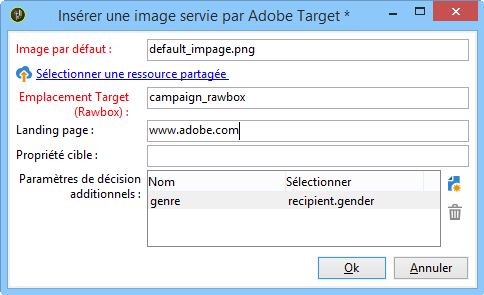 Insérer une image servie par Adobe Target *
Image par défaut : default_impage.png
Sélectionner une ressource partagée
Emplacement Target (Rawbox) : campaign_rawbox
Landing page : www.adobe.com
Propriété cible :
Paramètres de décision additionnels :
Nom Sélectionner
genre recipient.gender
Ok Annuler